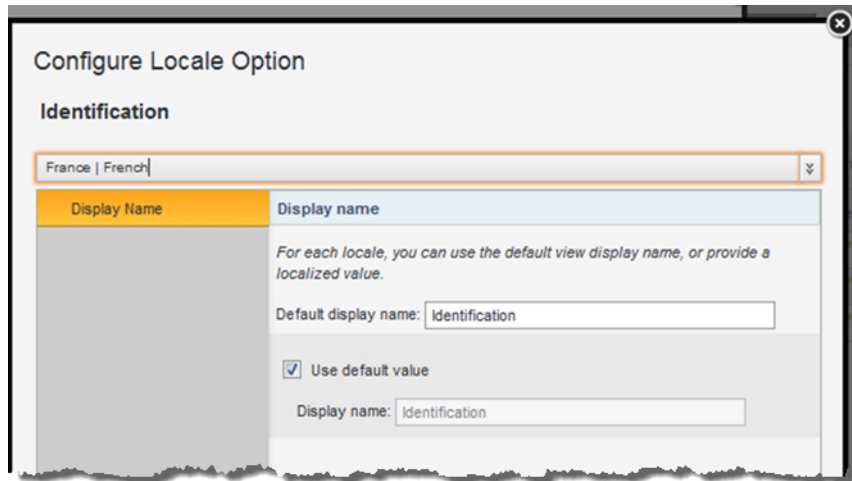 Configure Locale Option
Identification
France | French
Display Name
Display name
For each locale, you can use the default view display name, or provide a
localized value.
Default display name: Identification
Use default value
Display name: Identification